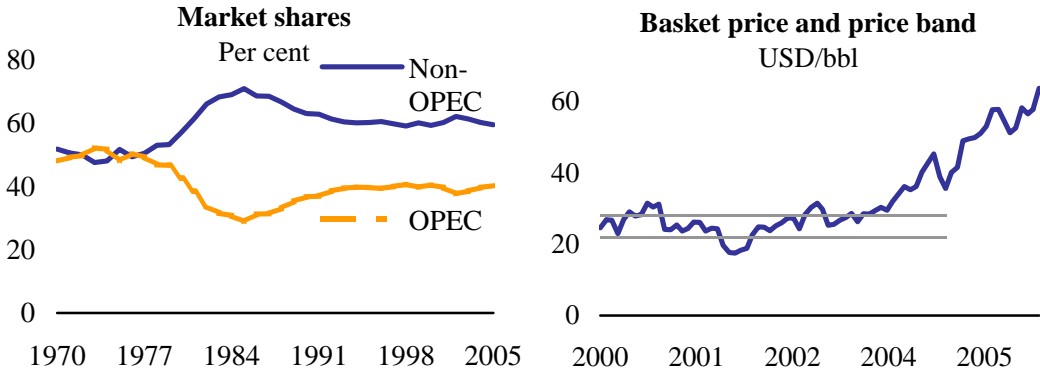 Market shares
Per cent
80
60
40
20
0
Non-
OPEC
OPEC
1970 1977 1984 1991 1998 2005
Basket price and price band
USD/bbl
60
40
20
0
2000 2001 2002 2004 2005